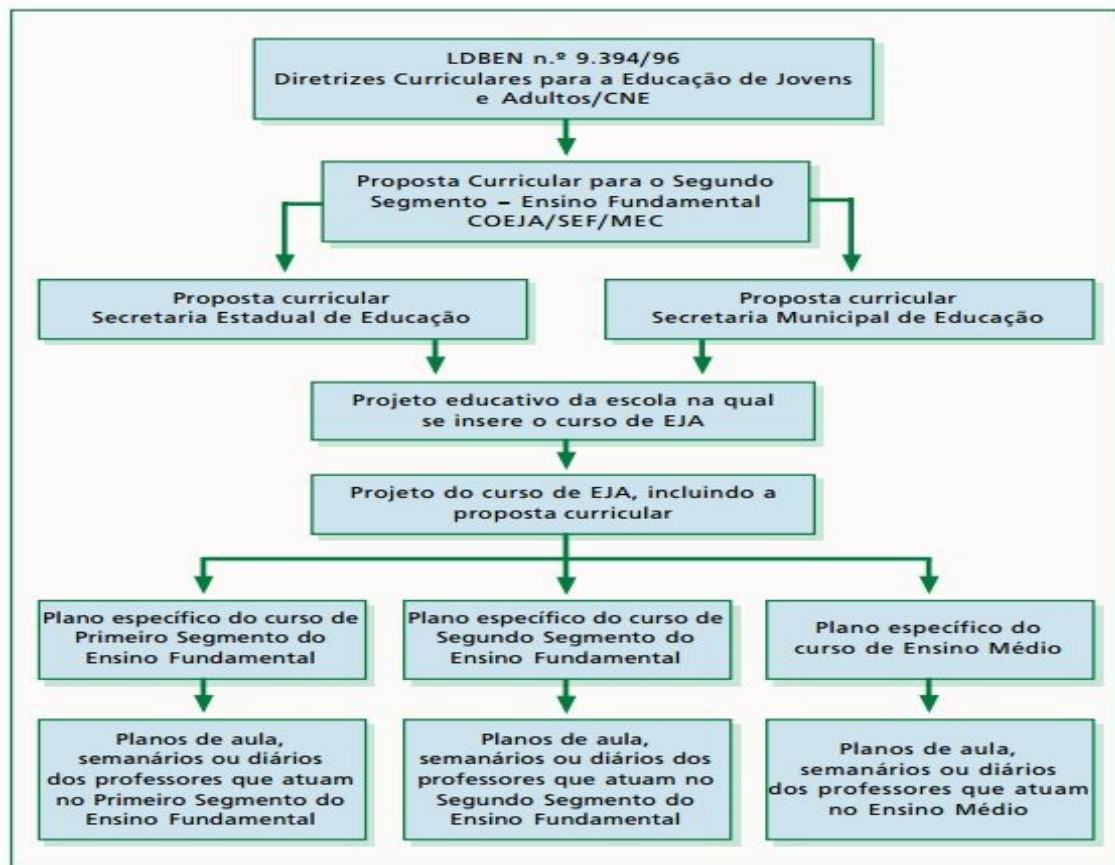 LDBEN n.º 9.394/96
Diretrizes Curriculares para a Educação de Jovens
e Adultos/CNE
Proposta Curricular para o Segundo
Segmento – Ensino Fundamental
COEJA/SEF/MEC
Proposta curricular
Secretaria Estadual de Educação
Proposta curricular
Secretaria Municipal de Educação
Projeto educativo da escola na qual
se insere o curso de EJA
Projeto do curso de EJA, incluindo a
proposta curricular
Plano específico do curso de
Primeiro Segmento do
Ensino Fundamental
Plano específico do curso de
Segundo Segmento do
Ensino Fundamental
Plano específico do
curso de Ensino Médio
Planos de aula,
semanários ou diários
dos professores que atuam
no Primeiro Segmento do
Ensino Fundamental
Planos de aula,
semanários ou diários dos
professores que atuam no
Segundo Segmento do
Ensino Fundamental
Planos de aula,
semanários ou diários
dos professores que atuam
no Ensino Médio